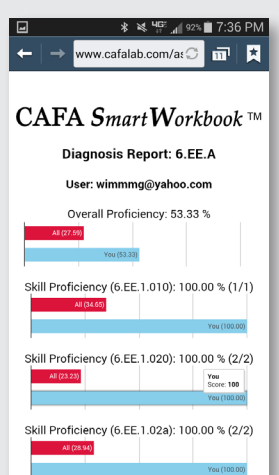 4G 92% 7:36 PM
www.cafalab.com/as 11
CAFA SmartWorkbook ™
Diagnosis Report: 6.EE.A
User: wimmmg@yahoo.com
Overall Proficiency: 53.33 %
All (27.59)
You (53.33)
Skill Proficiency (6.EE.1.010): 100.00 % (1/1)
All (34.65)
You (100.00)
Skill Proficiency (6.EE.1.020): 100.00 % (2/2)
All (23.23)
You
Score: 100
You (100.00)
Skill Proficiency (6.EE.1.02a): 100.00 % (2/2)
All (28.94)
You (100.00)